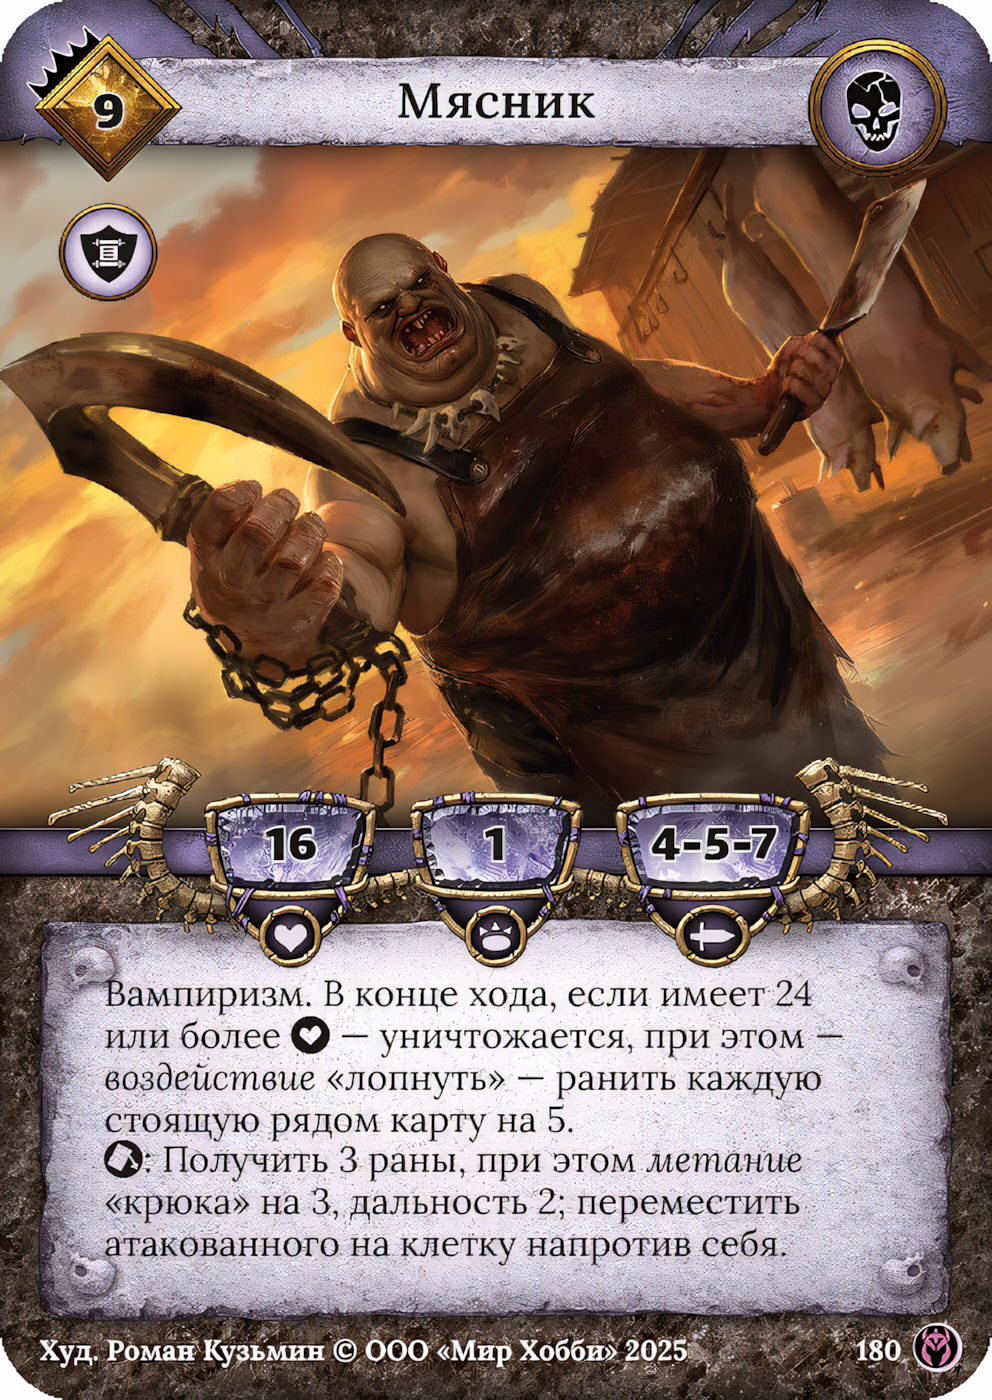 9
Мясник
16
1
4-5-7
Вампиризм. В конце хода, если имеет 24
или более — уничтожается, при этом —
воздействие «лопнуть» — ранить каждую
стоящую рядом карту на 5.
: Получить 3 раны, при этом метание
«крюка» на 3, дальность 2; переместить
атакованного на клетку напротив себя.
Худ. Роман Кузьмин © ООО «Мир Хобби» 2025
180